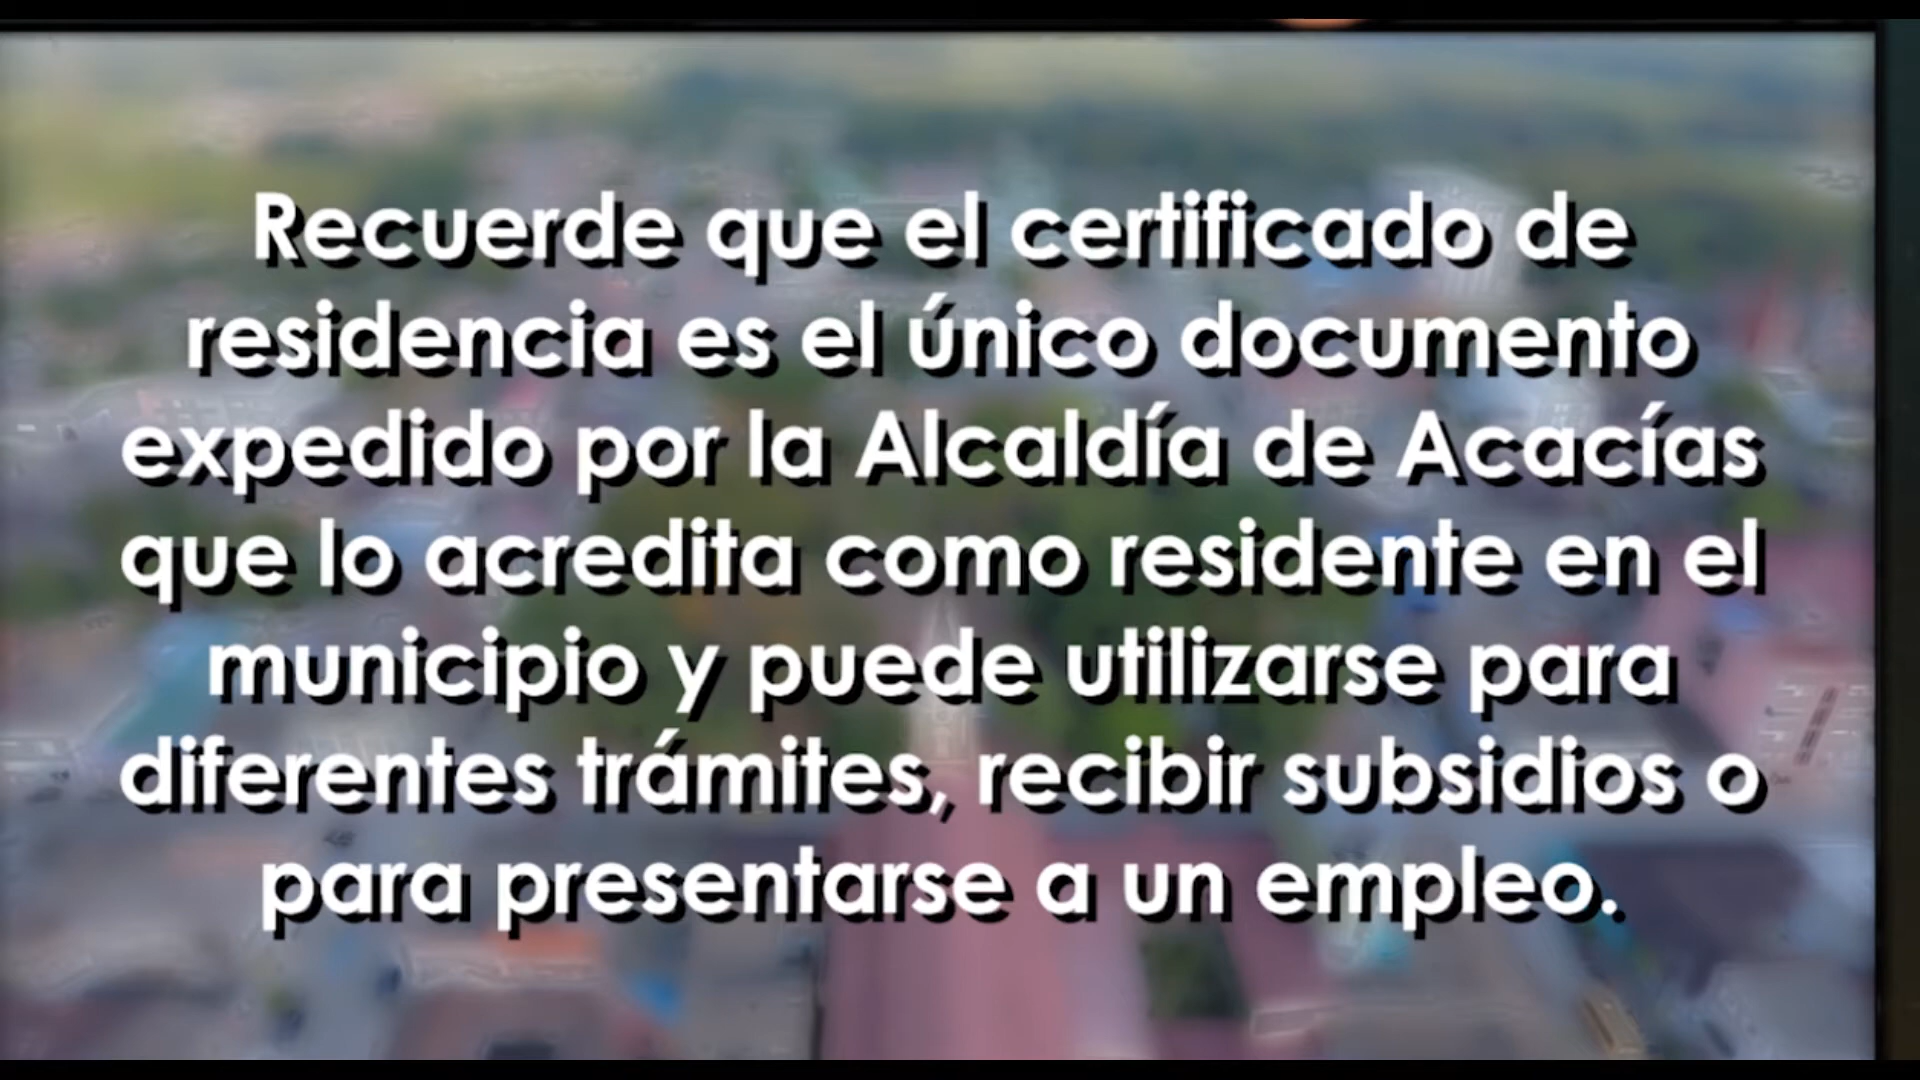 Recuerde que el certificado de
residencia es el único documento
expedido por la Alcaldía de Acacías
que lo acredita como residente en el
municipio y puede utilizarse para
diferentes trámites, recibir subsidios o
para presentarse a un empleo.